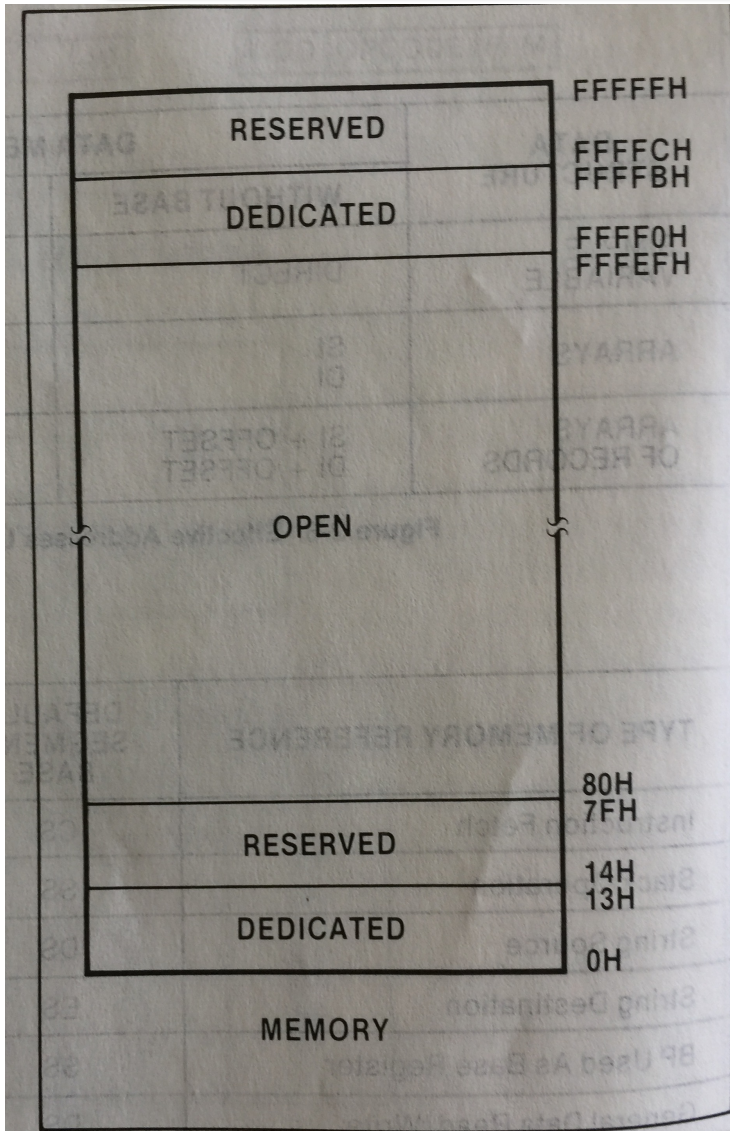 FFFFFH
RESERVED
FFFFCH
FFFFBH
DEDICATED
FFFF0H
FFFEFH
OPEN
80H
7FH
RESERVED
14H
13H
DEDICATED
0H
MEMORY